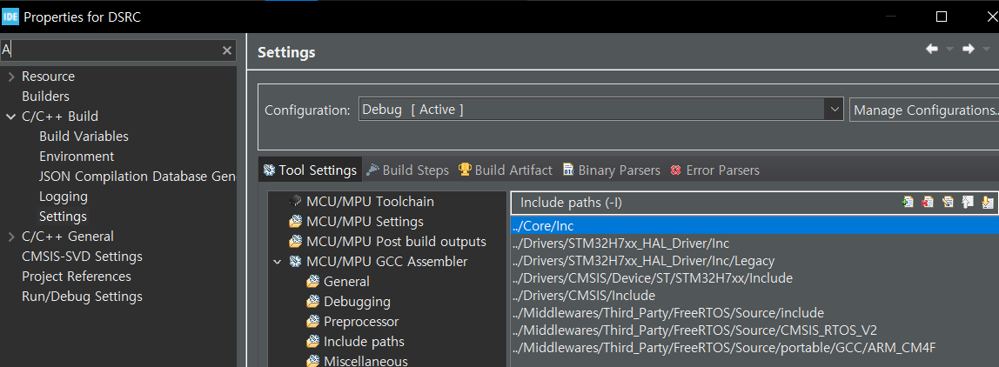 IDE Properties for DSRC
A
Resource
Builders
C/C++ Build
Build Variables
Environment
JSON Compilation Database Gen
Logging
Settings
C/C++ General
CMSIS-SVD Settings
Project References
Run/Debug Settings
Settings
Configuration: Debug [ Active ] Manage Configurations..
Tool Settings Build Steps Build Artifact Binary Parsers Error Parsers
MCU/MPU Toolchain
MCU/MPU Settings
MCU/MPU Post build outputs
MCU/MPU GCC Assembler
General
Debugging
Preprocessor
Include paths
Miscellaneous
Include paths (-I)
../Core/Inc
../Drivers/STM32H7xx_HAL_Driver/Inc
../Drivers/STM32H7xx_HAL_Driver/Inc/Legacy
../Drivers/CMSIS/Device/ST/STM32H7xx/Include
../Drivers/CMSIS/Include
../Middlewares/Third_Party/FreeRTOS/Source/include
../Middlewares/Third_Party/FreeRTOS/Source/CMSIS_RTOS_V2
../Middlewares/Third_Party/FreeRTOS/Source/portable/GCC/ARM_CM4F